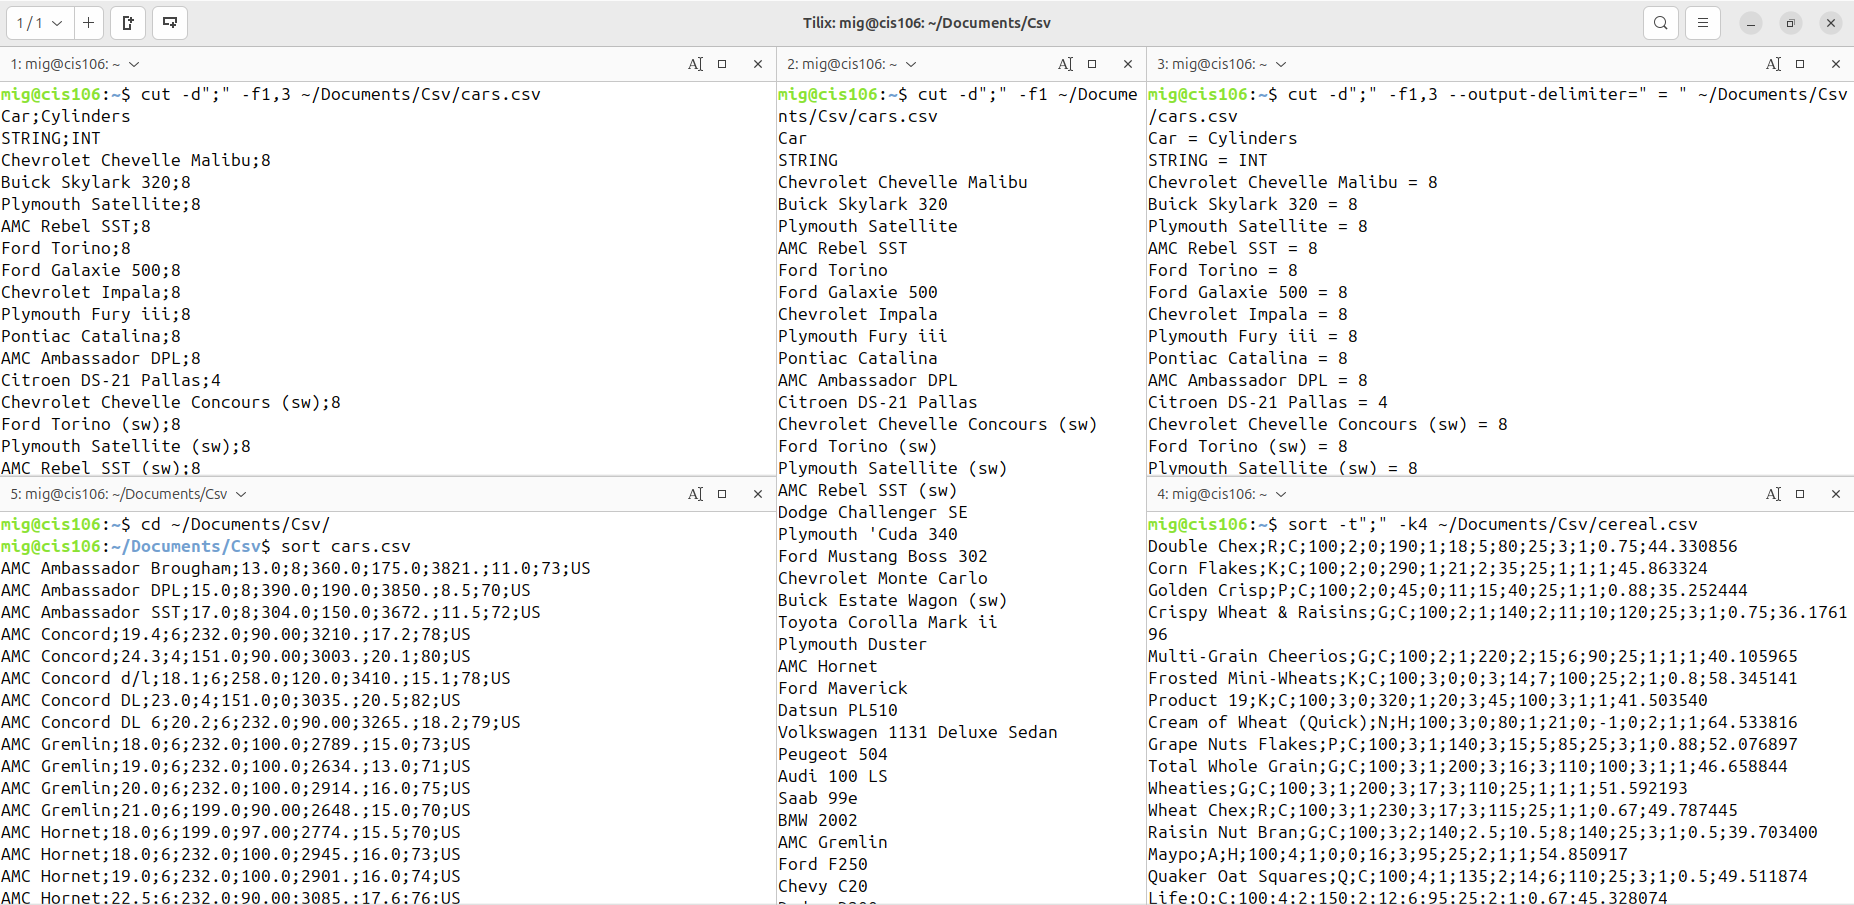 1 / 1
Tilix: mig@cis106: ~/Documents/Csv
1: mig@cis106: ~
mig@cis106:~$ cut -d";" -f1,3 ~/Documents/Csv/cars.csv
Car;Cylinders
STRING;INT
Chevrolet Chevelle Malibu;8
Buick Skylark 320;8
Plymouth Satellite;8
AMC Rebel SST;8
Ford Torino;8
Ford Galaxie 500;8
Chevrolet Impala;8
Plymouth Fury iii;8
Pontiac Catalina;8
AMC Ambassador DPL;8
Citroen DS-21 Pallas;4
Chevrolet Chevelle Concours (sw);8
Ford Torino (sw);8
Plymouth Satellite (sw);8
AMC Rebel SST (sw);8
2: mig@cis106: ~
mig@cis106:~$ cut -d";" -f1 ~/Docume
nts/Csv/cars.csv
Car
STRING
Chevrolet Chevelle Malibu
Buick Skylark 320
Plymouth Satellite
AMC Rebel SST
Ford Torino
Ford Galaxie 500
Chevrolet Impala
Plymouth Fury iii
Pontiac Catalina
AMC Ambassador DPL
Citroen DS-21 Pallas
Chevrolet Chevelle Concours (sw)
Ford Torino (sw)
Plymouth Satellite (sw)
AMC Rebel SST (sw)
Dodge Challenger SE
Plymouth 'Cuda 340
Ford Mustang Boss 302
Chevrolet Monte Carlo
Buick Estate Wagon (sw)
Toyota Corolla Mark ii
Plymouth Duster
AMC Hornet
Ford Maverick
Datsun PL510
Volkswagen 1131 Deluxe Sedan
Peugeot 504
Audi 100 LS
Saab 99e
BMW 2002
AMC Gremlin
Ford F250
Chevy C20
3: mig@cis106: ~
mig@cis106:~$ cut -d";" -f1,3 --output-delimiter=" = " ~/Documents/Csv
/cars.csv
Car = Cylinders
STRING = INT
Chevrolet Chevelle Malibu = 8
Buick Skylark 320 = 8
Plymouth Satellite = 8
AMC Rebel SST = 8
Ford Torino = 8
Ford Galaxie 500 = 8
Chevrolet Impala = 8
Plymouth Fury iii = 8
Pontiac Catalina = 8
AMC Ambassador DPL = 8
Citroen DS-21 Pallas = 4
Chevrolet Chevelle Concours (sw) = 8
Ford Torino (sw) = 8
Plymouth Satellite (sw) = 8
5: mig@cis106: ~/Documents/Csv
mig@cis106:~$ cd ~/Documents/Csv/
mig@cis106:~/Documents/Csv$ sort cars.csv
AMC Ambassador Brougham;13.0;8;360.0;175.0;3821.;11.0;73;US
AMC Ambassador DPL;15.0;8;390.0;190.0;3850.;8.5;70;US
AMC Ambassador SST;17.0;8;304.0;150.0;3672.;11.5;72;US
AMC Concord;19.4;6;232.0;90.00;3210.;17.2;78;US
AMC Concord;24.3;4;151.0;90.00;3003.;20.1;80;US
AMC Concord d/l;18.1;6;258.0;120.0;3410.;15.1;78;US
AMC Concord DL;23.0;4;151.0;0;3035.;20.5;82;US
AMC Concord DL 6;20.2;6;232.0;90.00;3265.;18.2;79;US
AMC Gremlin;18.0;6;232.0;100.0;2789.;15.0;73;US
AMC Gremlin;19.0;6;232.0;100.0;2634.;13.0;71;US
AMC Gremlin;20.0;6;232.0;100.0;2914.;16.0;75;US
AMC Gremlin;21.0;6;199.0;90.00;2648.;15.0;70;US
AMC Hornet;18.0;6;199.0;97.00;2774.;15.5;70;US
AMC Hornet;18.0;6;232.0;100.0;2945.;16.0;73;US
AMC Hornet;19.0;6;232.0;100.0;2901.;16.0;74;US
AMC Hornet;22.5;6;232.0;90.00;3085.;17.6;76;US
4: mig@cis106: ~
mig@cis106:~$ sort -t";" -k4 ~/Documents/Csv/cereal.csv
Double Chex;R;C;100;2;0;190;1;18;5;80;25;3;1;0.75;44.330856
Corn Flakes;K;C;100;2;0;290;1;21;2;35;25;1;1;1;45.863324
Golden Crisp;P;C;100;2;0;45;0;11;15;40;25;1;1;0.88;35.252444
Crispy Wheat & Raisins;G;C;100;2;1;140;2;11;10;120;25;3;1;0.75;36.1761
96
Multi-Grain Cheerios;G;C;100;2;1;220;2;15;6;90;25;1;1;1;40.105965
Frosted Mini-Wheats;K;C;100;3;0;0;3;14;7;100;25;2;1;0.8;58.345141
Product 19;K;C;100;3;0;320;1;20;3;45;100;3;1;1;41.503540
Cream of Wheat (Quick);N;H;100;3;0;80;1;21;0;-1;0;2;1;1;64.533816
Grape Nuts Flakes;P;C;100;3;1;140;3;15;5;85;25;3;1;0.88;52.076897
Total Whole Grain;G;C;100;3;1;200;3;16;3;110;100;3;1;1;46.658844
Wheaties;G;C;100;3;1;200;3;17;3;110;25;1;1;1;51.592193
Wheat Chex;R;C;100;3;1;230;3;17;3;115;25;1;1;0.67;49.787445
Raisin Nut Bran;G;C;100;3;2;140;2.5;10.5;8;140;25;3;1;0.5;39.703400
Maypo;A;H;100;4;1;0;0;16;3;95;25;2;1;1;54.850917
Quaker Oat Squares;Q;C;100;4;1;135;2;14;6;110;25;3;1;0.5;49.511874
Life;Q;C;100;4;2;150;2;12;6;95;25;2;1;0.67;45.328074